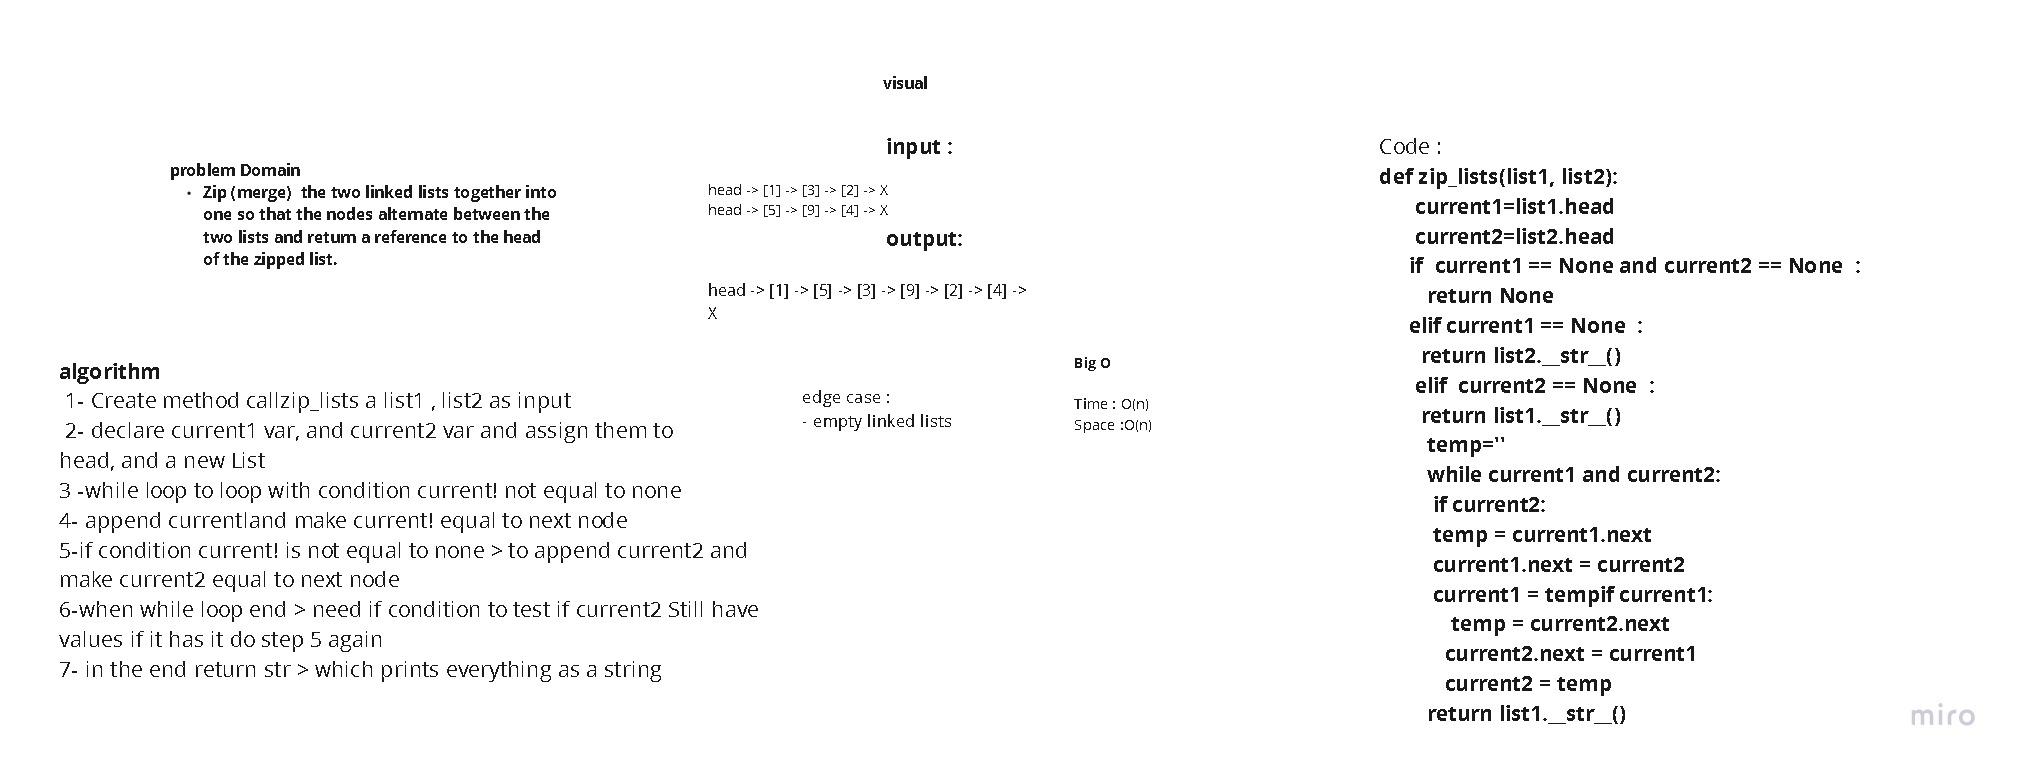 visual
problem Domain
• Zip (merge) the two linked lists together into
one so that the nodes alternate between the
two lists and return a reference to the head
of the zipped list.
input :
head -> [1] -> [3] -> [2] -> X
head -> [5] -> [9] -> [4] -> X
output:
head -> [1] -> [5] -> [3] -> [9] -> [2] -> [4] ->
X
algorithm
1- Create method callzip_lists a list1 , list2 as input
2- declare current1 var, and current2 var and assign them to
head, and a new List
3 -while loop to loop with condition current! not equal to none
4- append currentland make current! equal to next node
5-if condition current! is not equal to none > to append current2 and
make current2 equal to next node
6-when while loop end > need if condition to test if current2 Still have
values if it has it do step 5 again
7- in the end return str > which prints everything as a string
edge case :
- empty linked lists
Big O
Time : O(n)
Space :O(n)
Code :
def zip_lists(list1, list2):
current1=list1.head
current2=list2.head
if current1 == None and current2 == None :
return None
elif current1 == None :
return list2.__str__()
elif current2 == None :
return list1.__str__()
temp=''
while current1 and current2:
if current2:
temp = current1.next
current1.next = current2
current1 = tempif current1:
temp = current2.next
current2.next = current1
current2 = temp
return list1.__str__()
miro